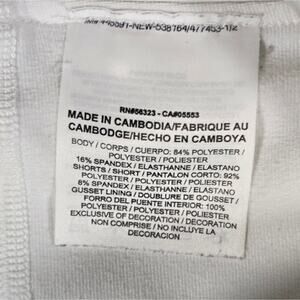 RN#56323 - CA#05553
MADE IN CAMBODIA/FABRIQUE AU
CAMBODGE/HECHO EN CAMBOYA
BODY / CORPS / CUERPO: 84% POLYESTER /
POLYESTER / POLIESTER
16% SPANDEX / ELASTHANNE / ELASTANO
SHORTS / SHORT / PANTALON CORTO: 92%
POLYESTER / POLYESTER / POLIESTER
8% SPANDEX / ELASTHANNE / ELASTANO
GUSSET LINING / DOUBLURE DE GOUSSET /
FORRO DEL PUENTE INTERIOR: 100%
POLYESTER / POLYESTER / POLIESTER
EXCLUSIVE OF DECORATION / DECORATION
NON COMPRISE / NO INCLUYE LA
DECORACION